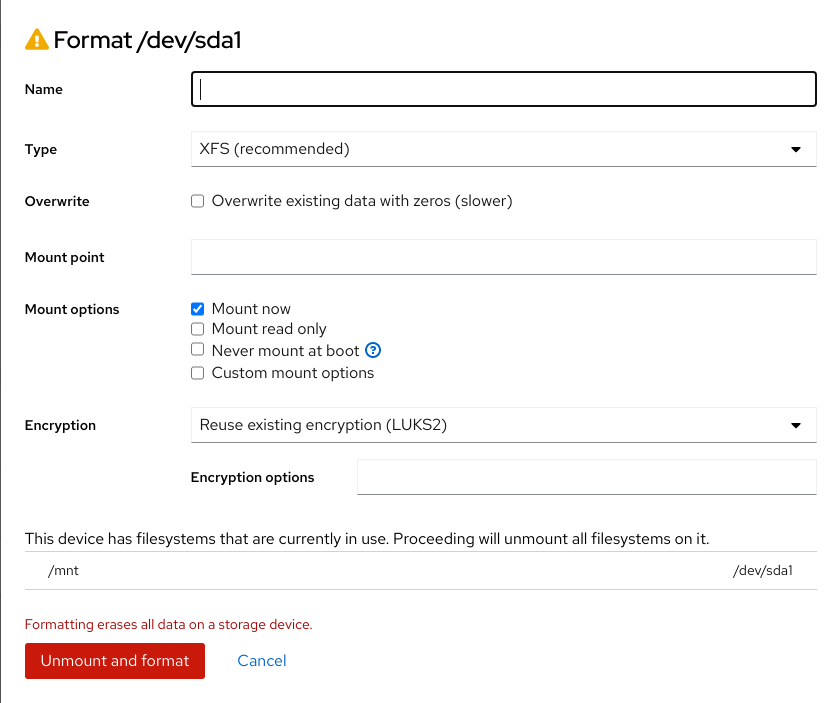 Format /dev/sda1
Name
Type XFS (recommended)
Overwrite Overwrite existing data with zeros (slower)
Mount point
Mount options Mount now
Mount read only
Never mount at boot ?
Custom mount options
Encryption Reuse existing encryption (LUKS2)
Encryption options
This device has filesystems that are currently in use. Proceeding will unmount all filesystems on it.
/mnt /dev/sda1
Formatting erases all data on a storage device.
Unmount and format Cancel